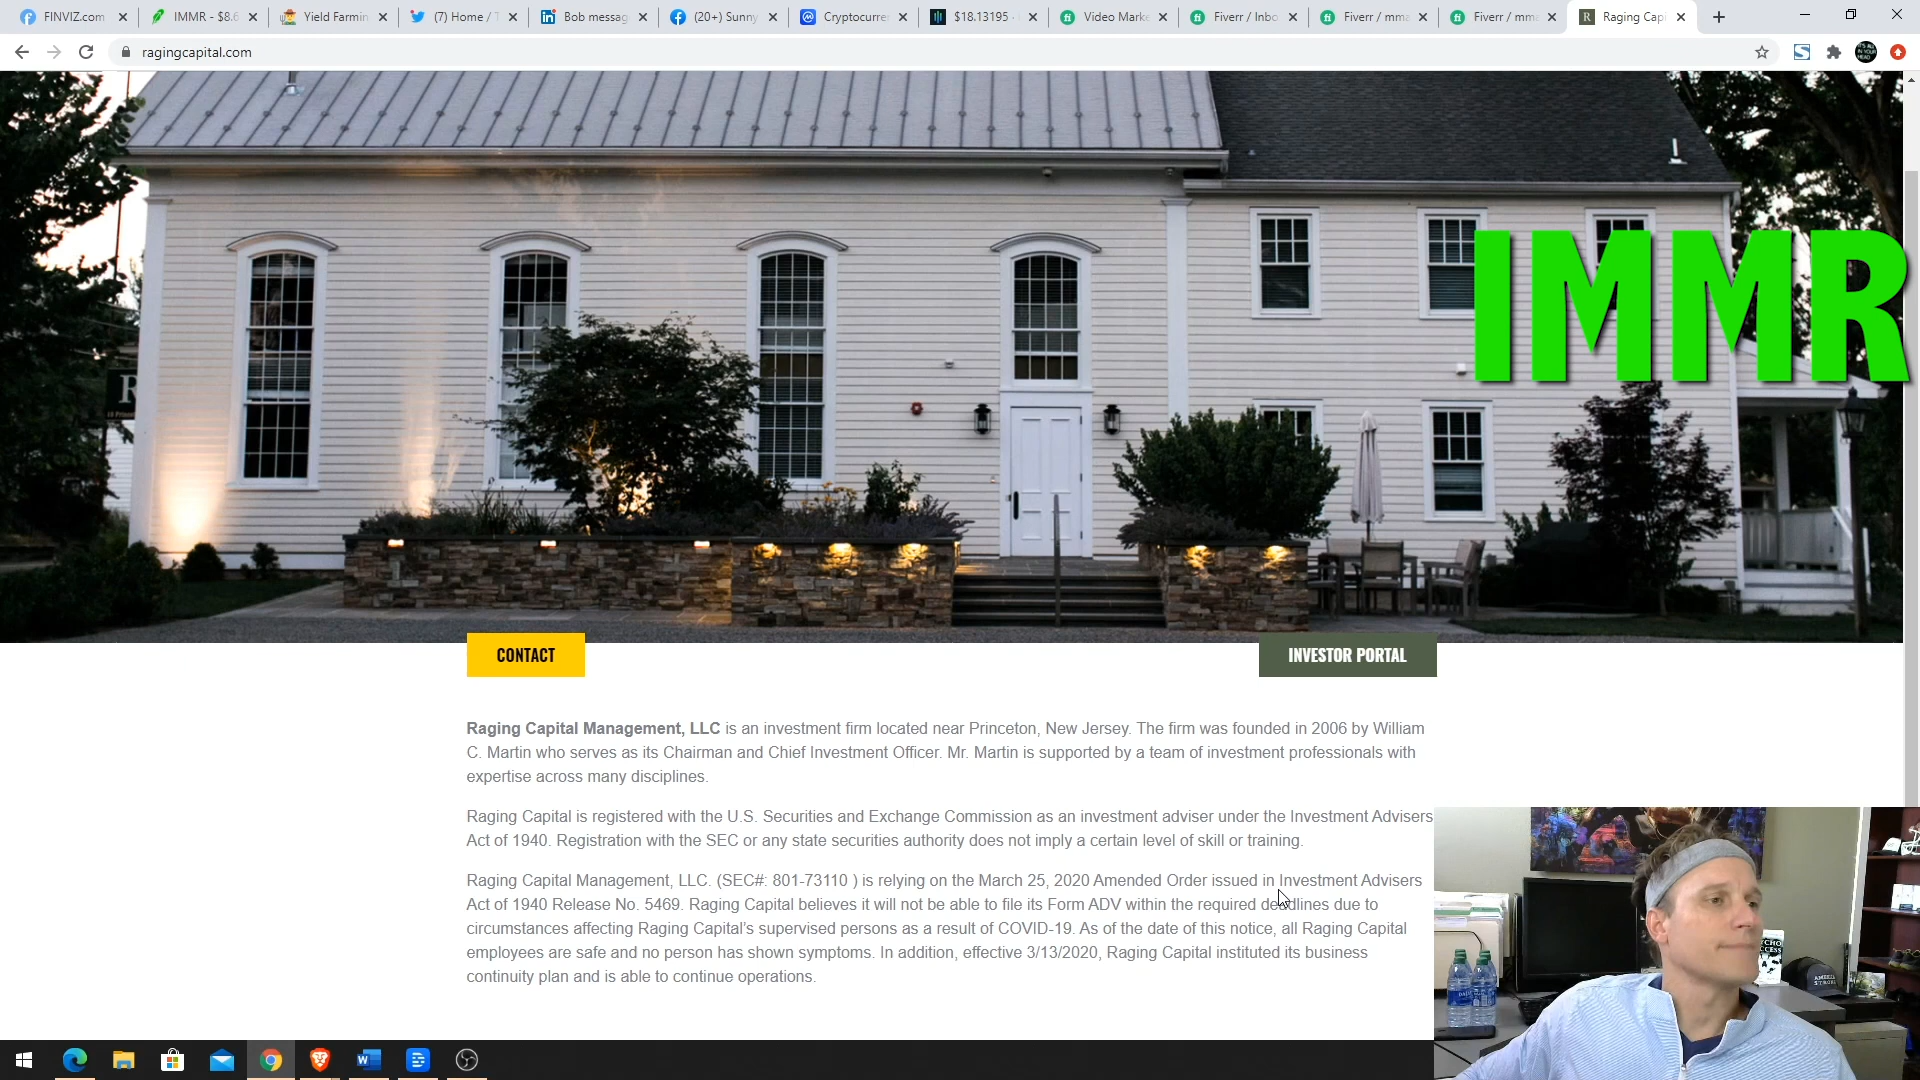 FINVIZ.com
IMMR - $8.6
Yield Farmin
(7) Home / T
Bob messag
(20+) Sunny
Cryptocurre
$18.13195 -
Video Marke
Fiverr / Inbo
Fiverr / mma
Fiverr / mma
Raging Capi
ragingcapital.com
IMMR
CONTACT
INVESTOR PORTAL
Raging Capital Management, LLC is an investment firm located near Princeton, New Jersey. The firm was founded in 2006 by William
C. Martin who serves as its Chairman and Chief Investment Officer. Mr. Martin is supported by a team of investment professionals with
expertise across many disciplines.
Raging Capital is registered with the U.S. Securities and Exchange Commission as an investment adviser under the Investment Advisers
Act of 1940. Registration with the SEC or any state securities authority does not imply a certain level of skill or training.
Raging Capital Management, LLC. (SEC#: 801-73110 ) is relying on the March 25, 2020 Amended Order issued in Investment Advisers
Act of 1940 Release No. 5469. Raging Capital believes it will not be able to file its Form ADV within the required deadlines due to
circumstances affecting Raging Capital's supervised persons as a result of COVID-19. As of the date of this notice, all Raging Capital
employees are safe and no person has shown symptoms. In addition, effective 3/13/2020, Raging Capital instituted its business
continuity plan and is able to continue operations.